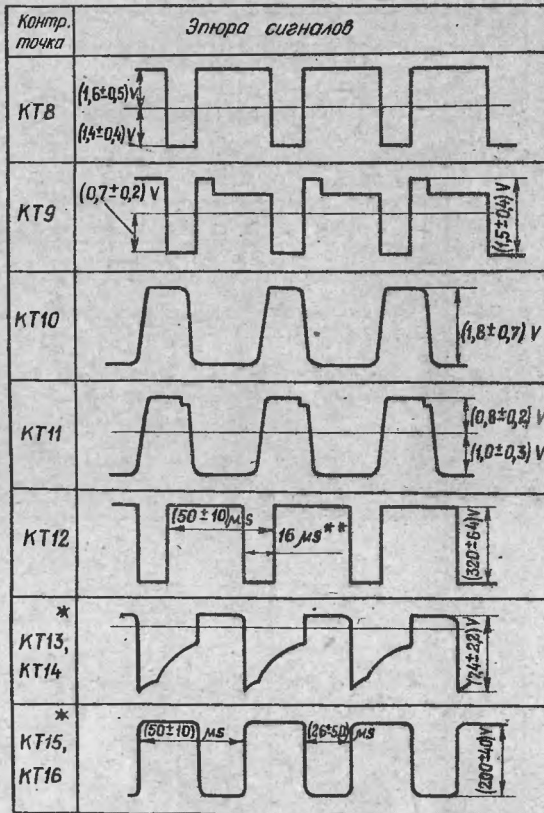 Контр. точка
Эпюра сигналов
КТ8
(1,6±0,5)V
(1,4±0,4)V
КТ9
(0,7±0,2) V
(1,5±0,4)V
КТ10
(1,8±0,7) V
КТ11
(0,8±0,2) V
(1,0±0,3) V
КТ12
(50±10)μs
16 μs**
(320±64)V
*
КТ13,
КТ14
(7,4±2,2)V
*
КТ15,
КТ16
(50±10) μs
(26±5,0) μs
(200±40)V